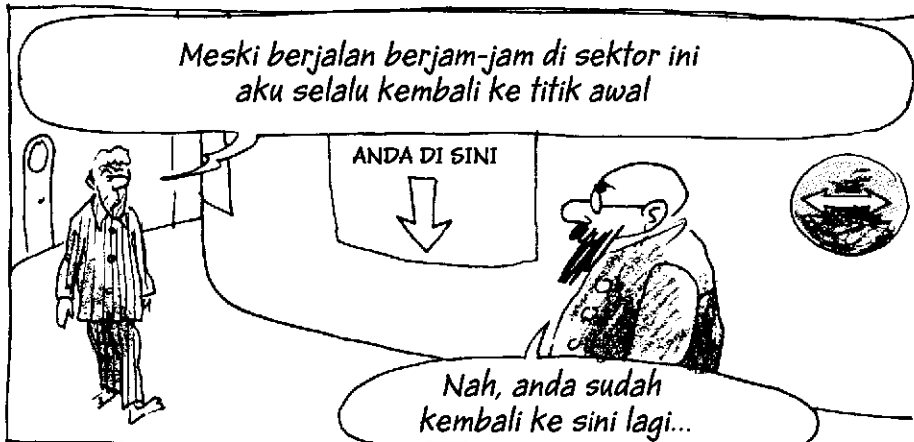 Meski berjalan berjam-jam di sektor ini
aku selalu kembali ke titik awal
ANDA DI SINI
Nah, anda sudah
kembali ke sini lagi...